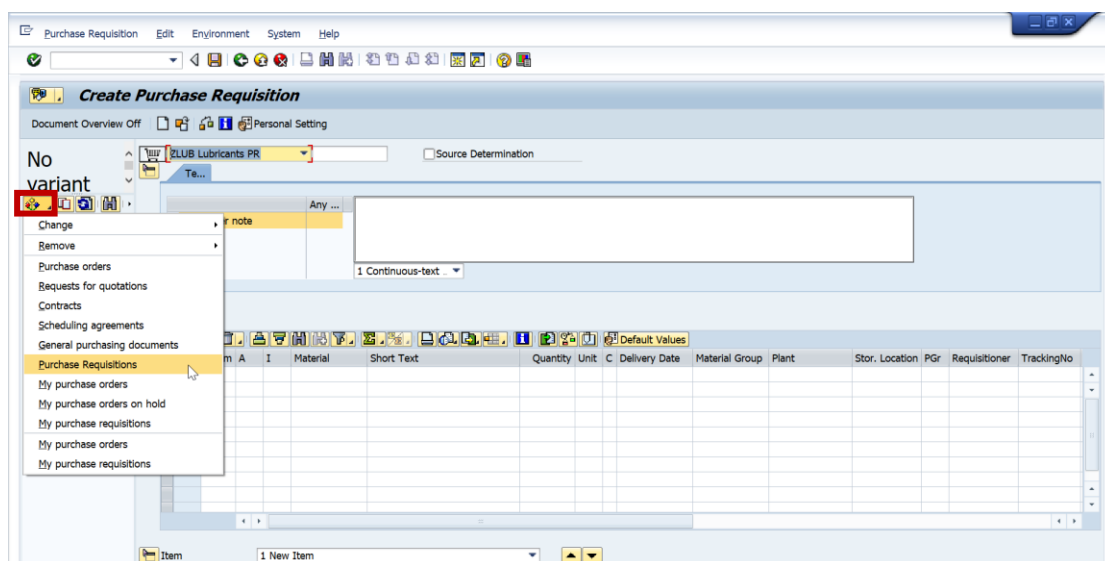 Purchase Requisition Edit Environment System Help
Create Purchase Requisition
Document Overview Off Personal Setting
No
variant
ZLUB Lubricants PR
Source Determination
Te...
Any ...
r note
1 Continuous-text
Change
Remove
Purchase orders
Requests for quotations
Contracts
Scheduling agreements
General purchasing documents
Purchase Requisitions
My purchase orders
My purchase orders on hold
My purchase requisitions
My purchase orders
My purchase requisitions
Default Values
m A I Material Short Text Quantity Unit C Delivery Date Material Group Plant Stor. Location PGr Requisitioner TrackingNo
Item 1 New Item